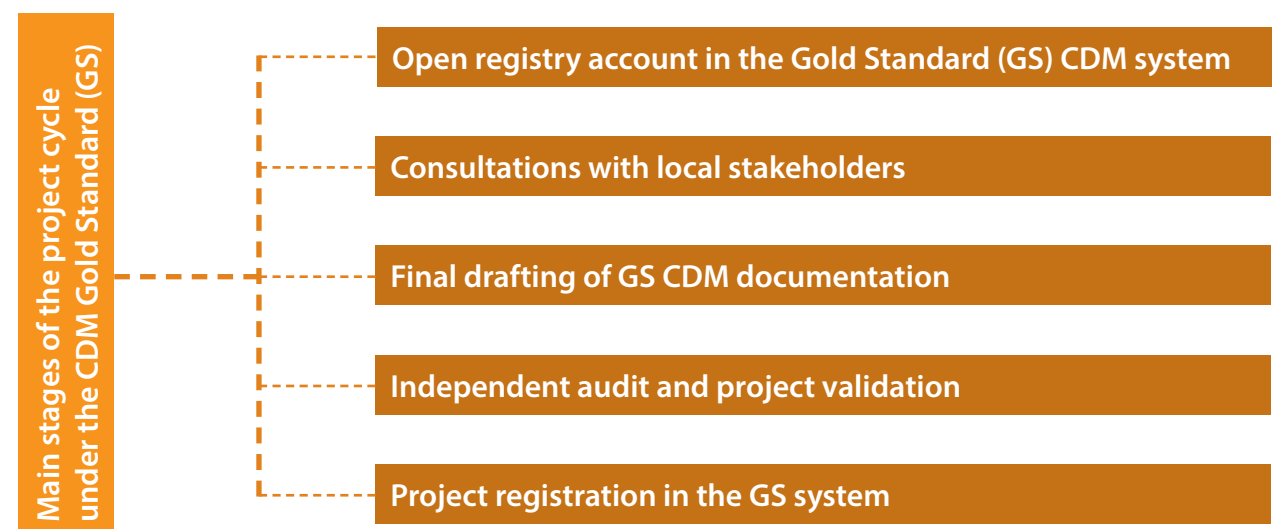 Main stages of the project cycle
under the CDM Gold Standard (GS)
Open registry account in the Gold Standard (GS) CDM system
Consultations with local stakeholders
Final drafting of GS CDM documentation
Independent audit and project validation
Project registration in the GS system